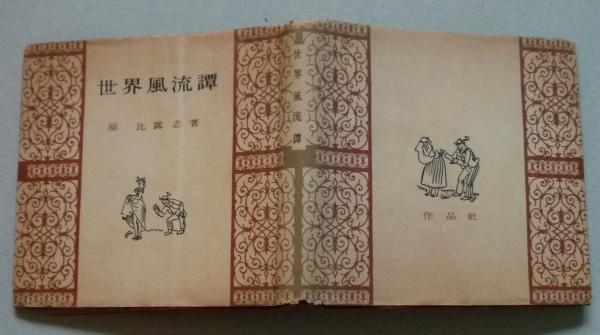 世界風流譚
原 比露志 著
世界風流譚
作品社